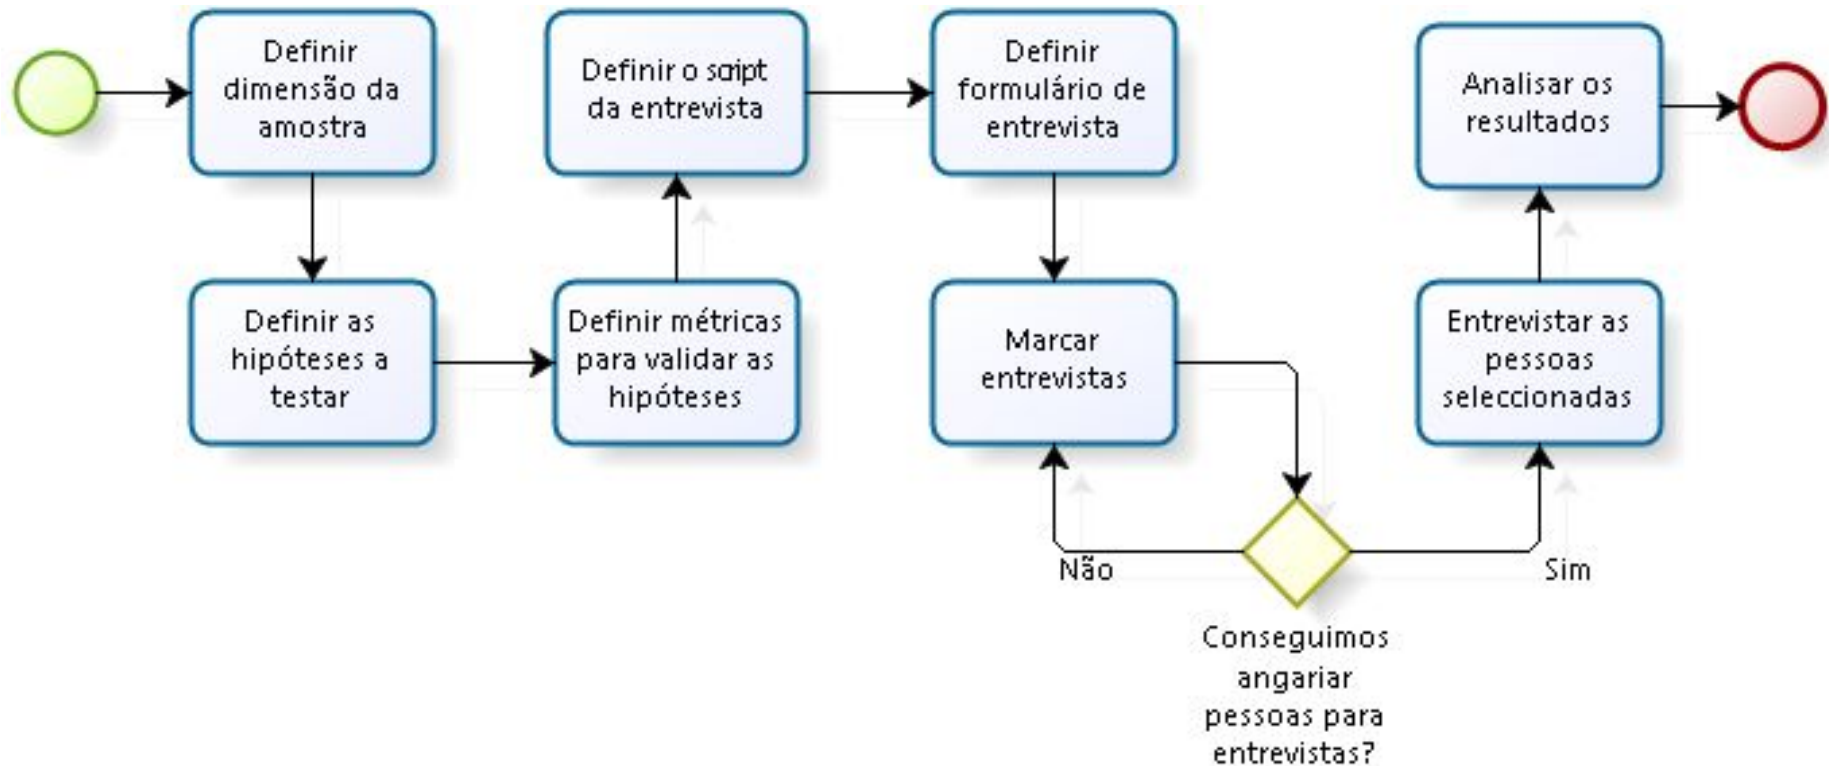 Definir
dimensão da
amostra
Definir as
hipóteses a
testar
Definir métricas
para validar as
hipóteses
Definir o script
da entrevista
Definir
formulário de
entrevista
Marcar
entrevistas
Conseguimos
angariar
pessoas para
entrevistas?
Não
Sim
Entrevistar as
pessoas
seleccionadas
Analisar os
resultados